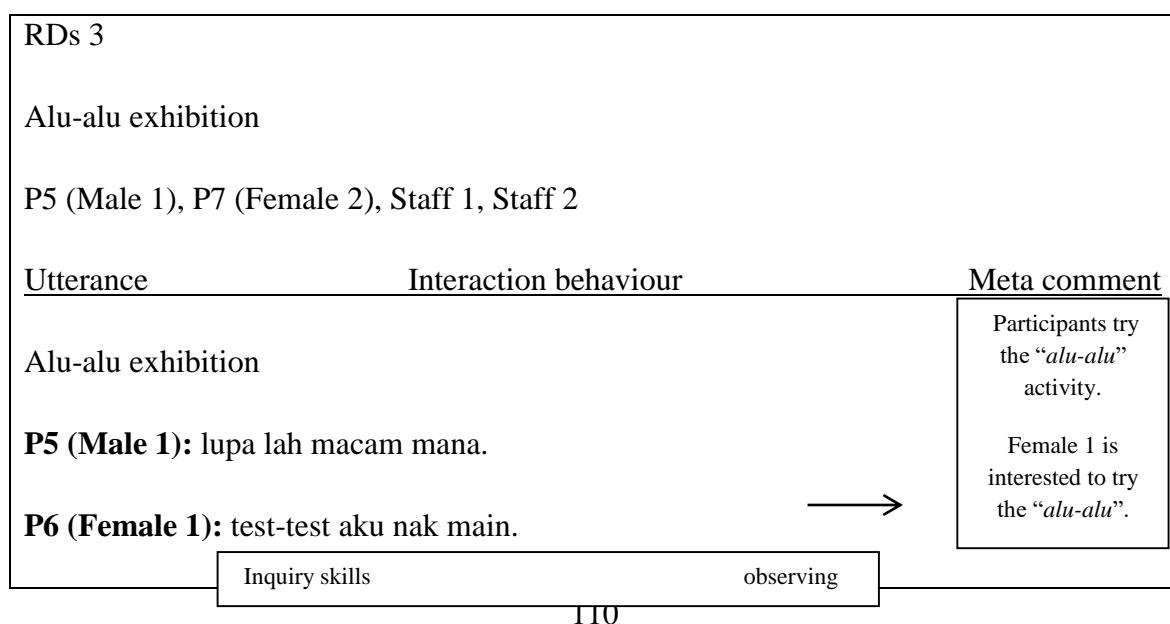 RDs 3
Alu-alu exhibition
P5 (Male 1), P7 (Female 2), Staff 1, Staff 2
Utterance Interaction behaviour Meta comment
Alu-alu exhibition
P5 (Male 1): lupa lah macam mana.
P6 (Female 1): test-test aku nak main.
Participants try
the “alu-alu”
activity.
Female 1 is
interested to try
the “alu-alu”.
Inquiry skills observing
110